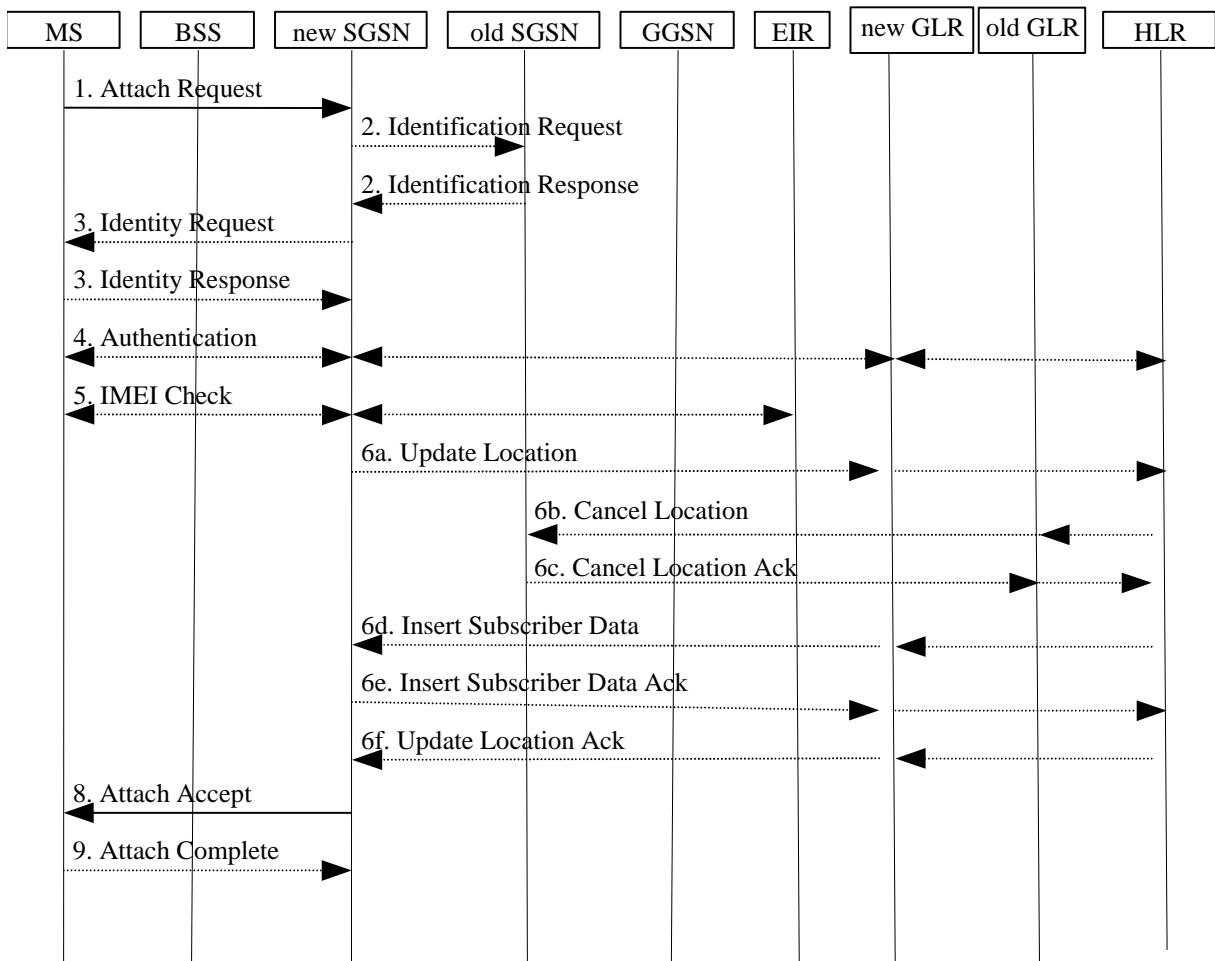 MS
BSS
new SGSN
old SGSN
GGSN
EIR
new GLR
old GLR
HLR
1. Attach Request
2. Identification Request
2. Identification Response
3. Identity Request
3. Identity Response
4. Authentication
5. IMEI Check
6a. Update Location
6b. Cancel Location
6c. Cancel Location Ack
6d. Insert Subscriber Data
6e. Insert Subscriber Data Ack
6f. Update Location Ack
8. Attach Accept
9. Attach Complete